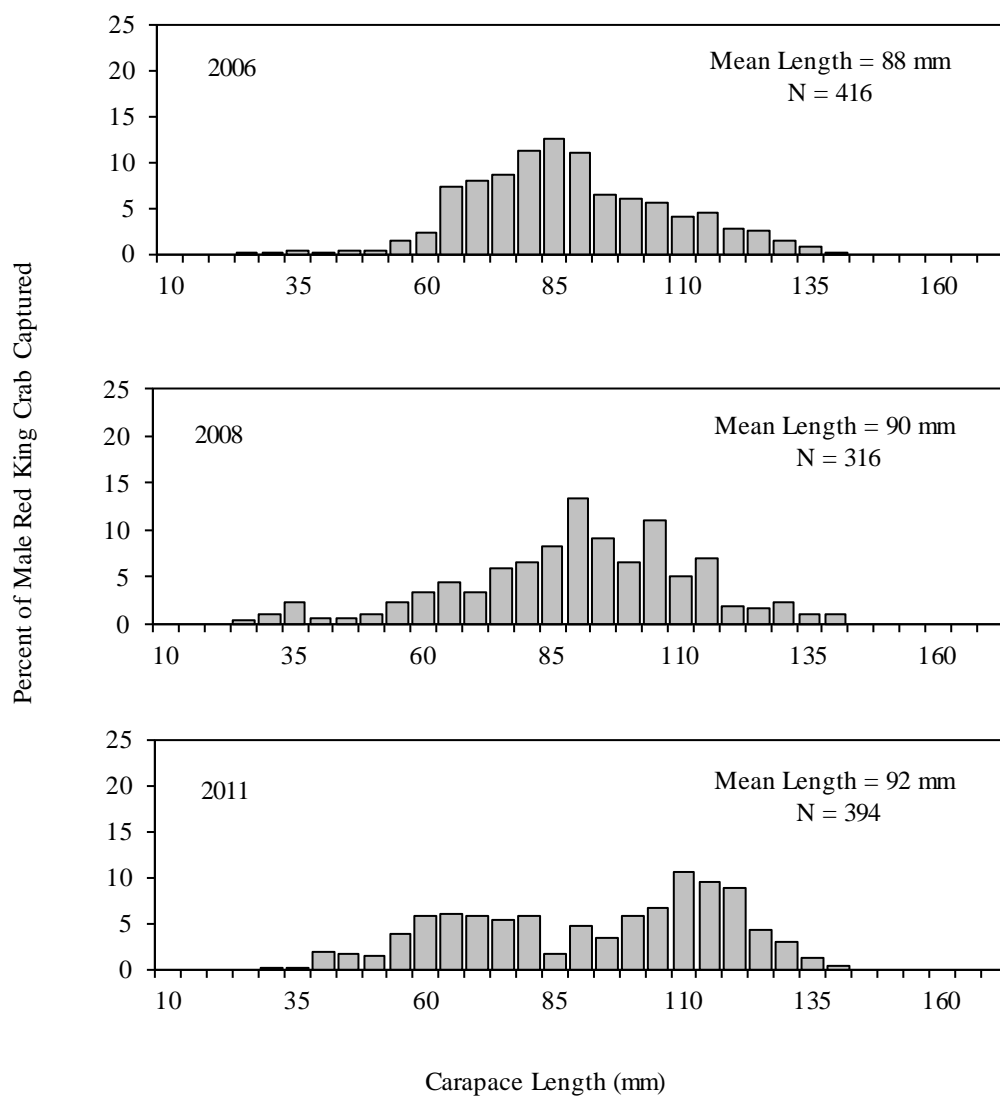 Percent of Male Red King Crab Captured
25
20
15
10
5
0
2006
Mean Length = 88 mm
N = 416
10 35 60 85 110 135 160
25
20
15
10
5
0
2008
Mean Length = 90 mm
N = 316
10 35 60 85 110 135 160
25
20
15
10
5
0
2011
Mean Length = 92 mm
N = 394
10 35 60 85 110 135 160
Carapace Length (mm)